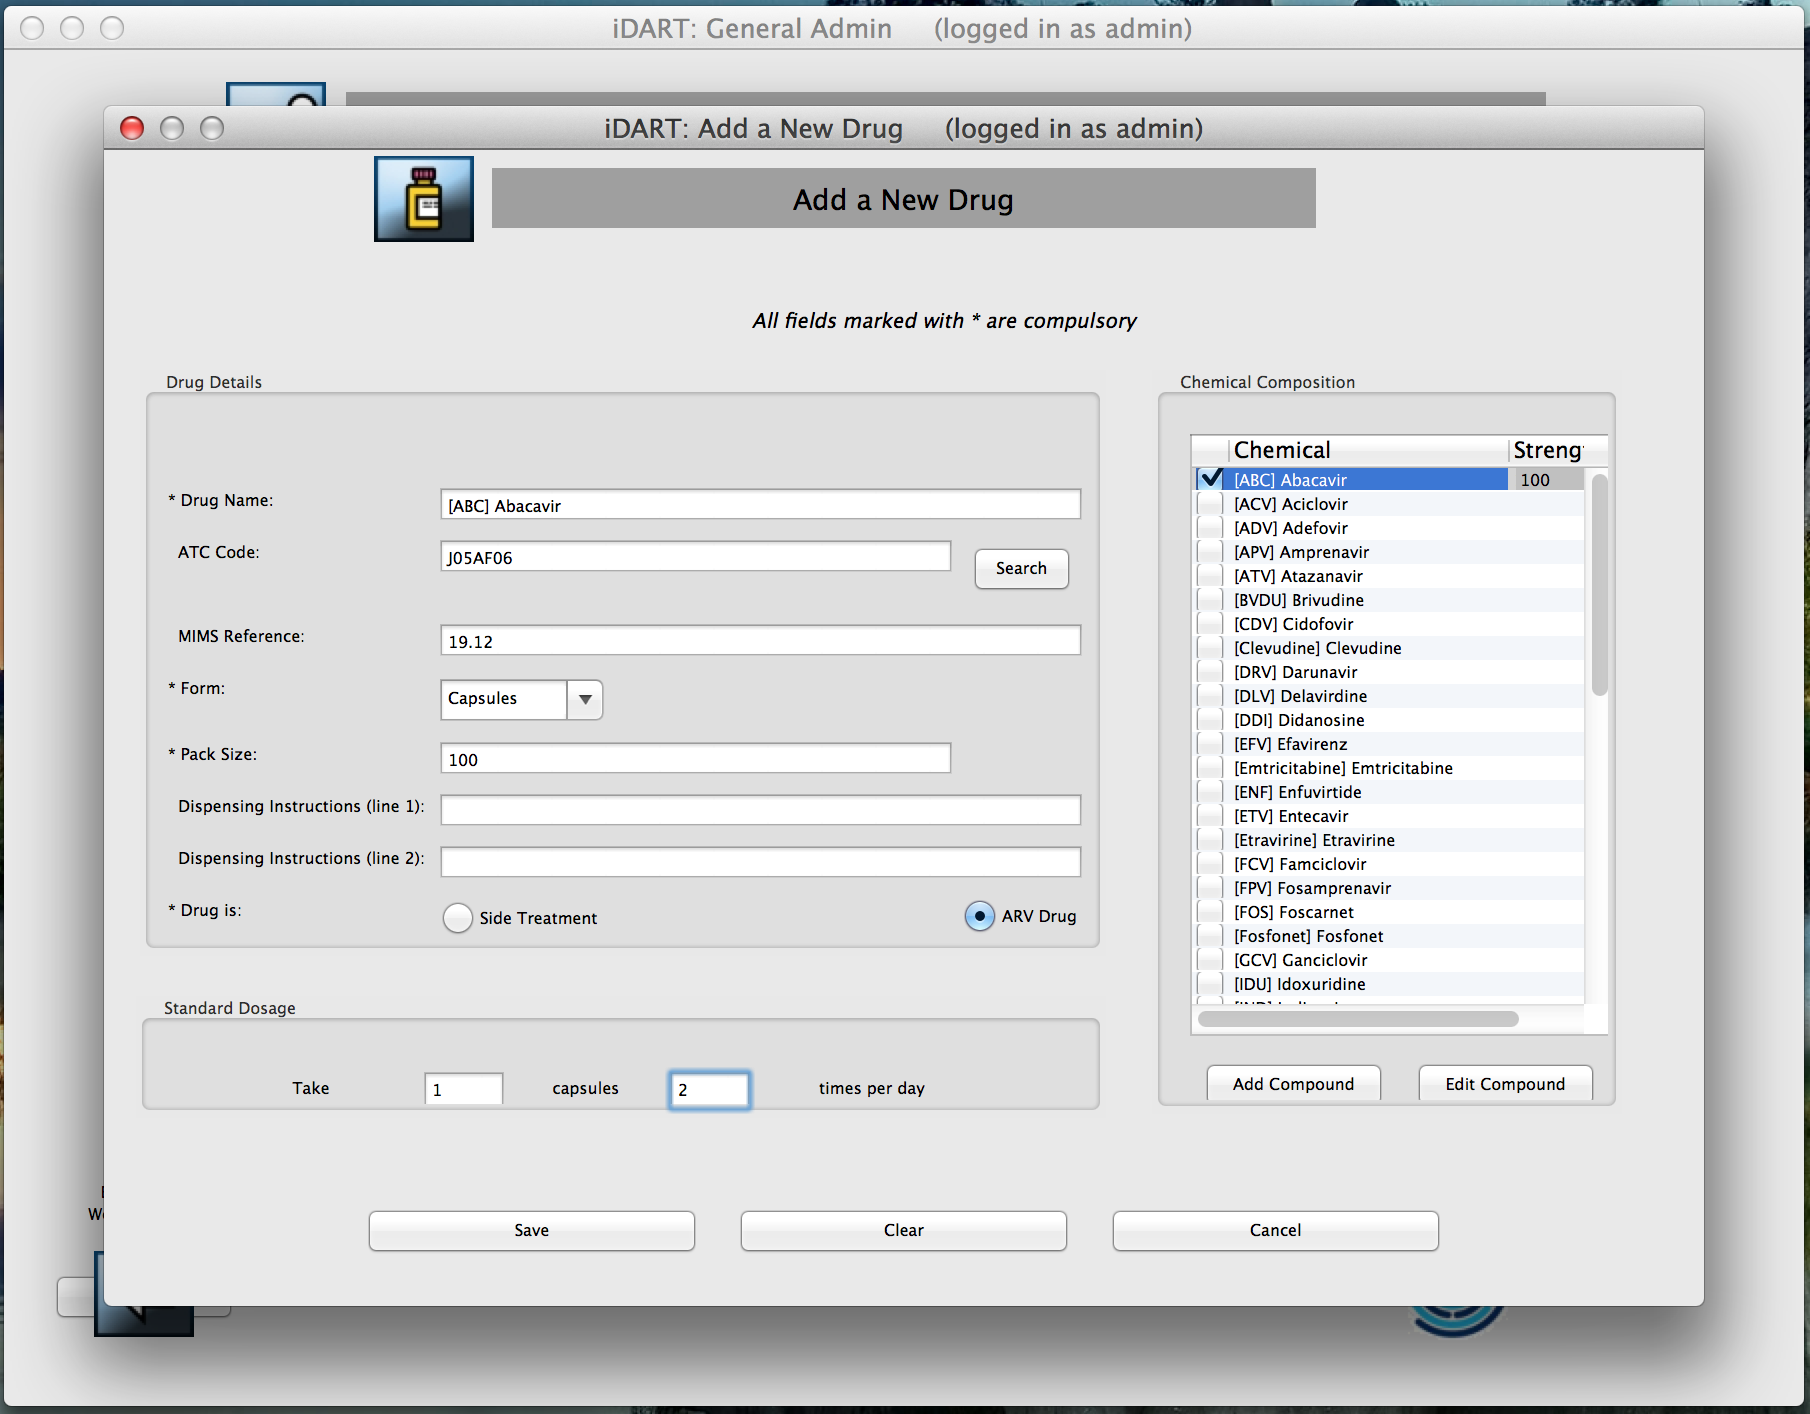 iDART: General Admin (logged in as admin)
iDART: Add a New Drug (logged in as admin)
Add a New Drug
All fields marked with * are compulsory
Drug Details
* Drug Name:
[ABC] Abacavir
ATC Code:
J05AF06
Search
MIMS Reference:
19.12
* Form:
Capsules
* Pack Size:
100
Dispensing Instructions (line 1):
Dispensing Instructions (line 2):
* Drug is:
Side Treatment
ARV Drug
Standard Dosage
Take 1 capsules 2 times per day
Chemical Composition
Chemical Streng
[ABC] Abacavir 100
[ACV] Aciclovir
[ADV] Adefovir
[APV] Amprenavir
[ATV] Atazanavir
[BVDU] Brivudine
[CDV] Cidofovir
[Clevudine] Clevudine
[DRV] Darunavir
[DLV] Delavirdine
[DDI] Didanosine
[EFV] Efavirenz
[Emtricitabine] Emtricitabine
[ENF] Enfuvirtide
[ETV] Entecavir
[Etravirine] Etravirine
[FCV] Famciclovir
[FPV] Fosamprenavir
[FOS] Foscarnet
[Fosfonet] Fosfonet
[GCV] Ganciclovir
[IDU] Idoxuridine
Add Compound
Edit Compound
Save
Clear
Cancel